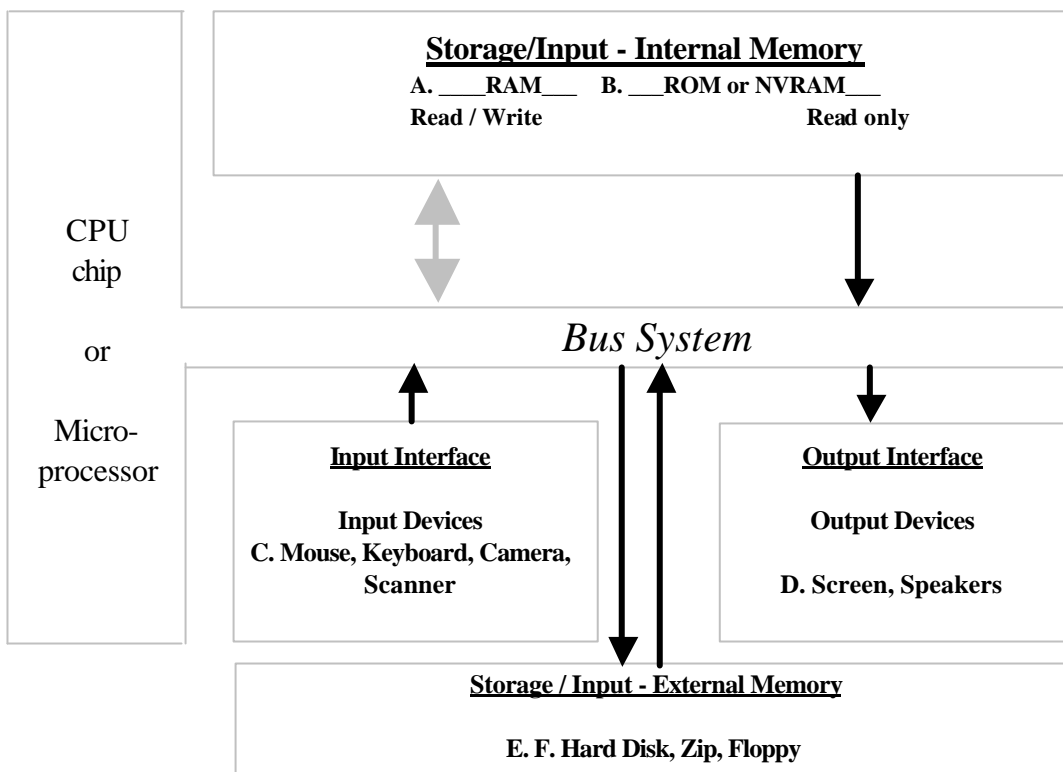 Storage/Input - Internal Memory
A. ____RAM___ B. ___ROM or NVRAM___
Read / Write Read only
CPU
chip
or
Micro-
processor
Bus System
Input Interface
Input Devices
C. Mouse, Keyboard, Camera,
Scanner
Output Interface
Output Devices
D. Screen, Speakers
Storage / Input - External Memory
E. F. Hard Disk, Zip, Floppy